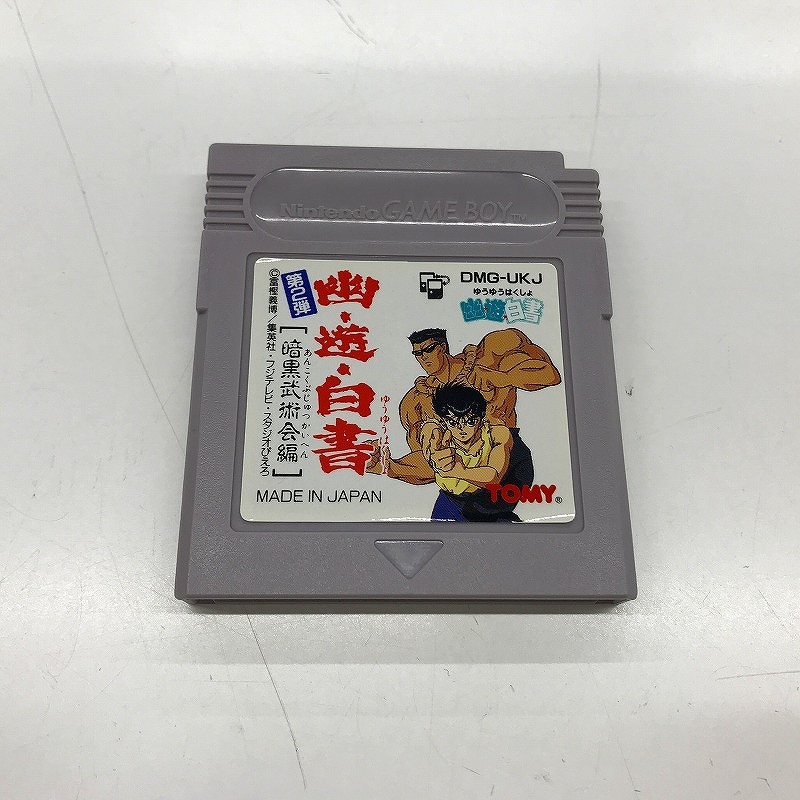 Nintendo GAME BOY™
DMG-UKJ
ゆうゆうはくしょ
幽遊白書
第2弾
幽・遊・白書
ゆうゆうはくしょ
あんこくぶじゅつかいへん
[暗黒武術会編]
©冨樫義博/集英社・フジテレビ・スタジオぴえろ
MADE IN JAPAN
TOMY®